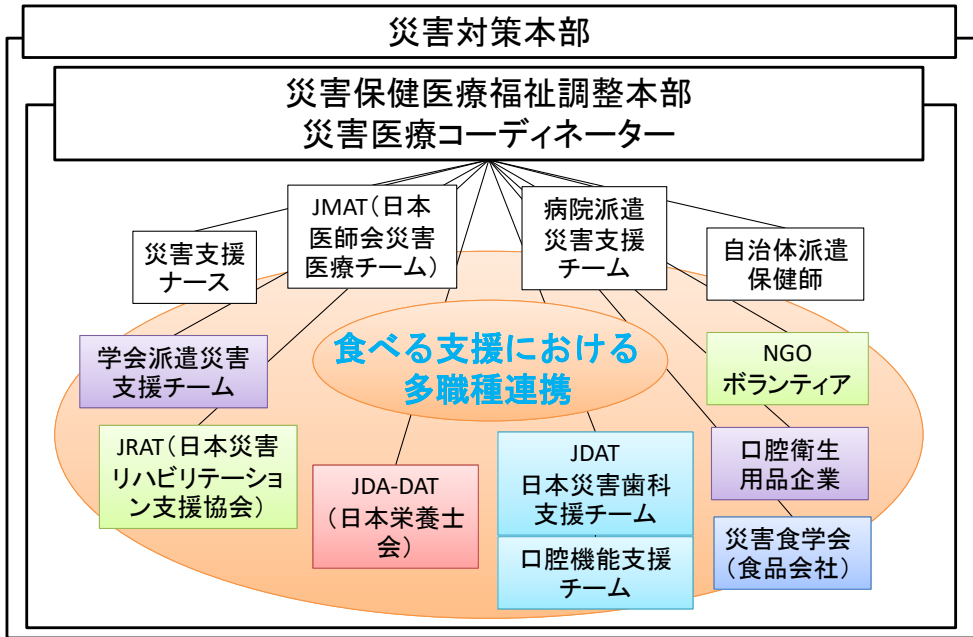 災害対策本部
災害保健医療福祉調整本部
災害医療コーディネーター
JMAT(日本
医師会災害
医療チーム)
病院派遣
災害支援
チーム
災害支援
ナース
自治体派遣
保健師
食べる支援における
多職種連携
学会派遣災害
支援チーム
NGO
ボランティア
JRAT(日本災害
リハビリテーショ
ン支援協会)
JDA-DAT
(日本栄養士
会)
JDAT
日本災害歯科
支援チーム
口腔衛生
用品企業
口腔機能支援
チーム
災害食学会
(食品会社)